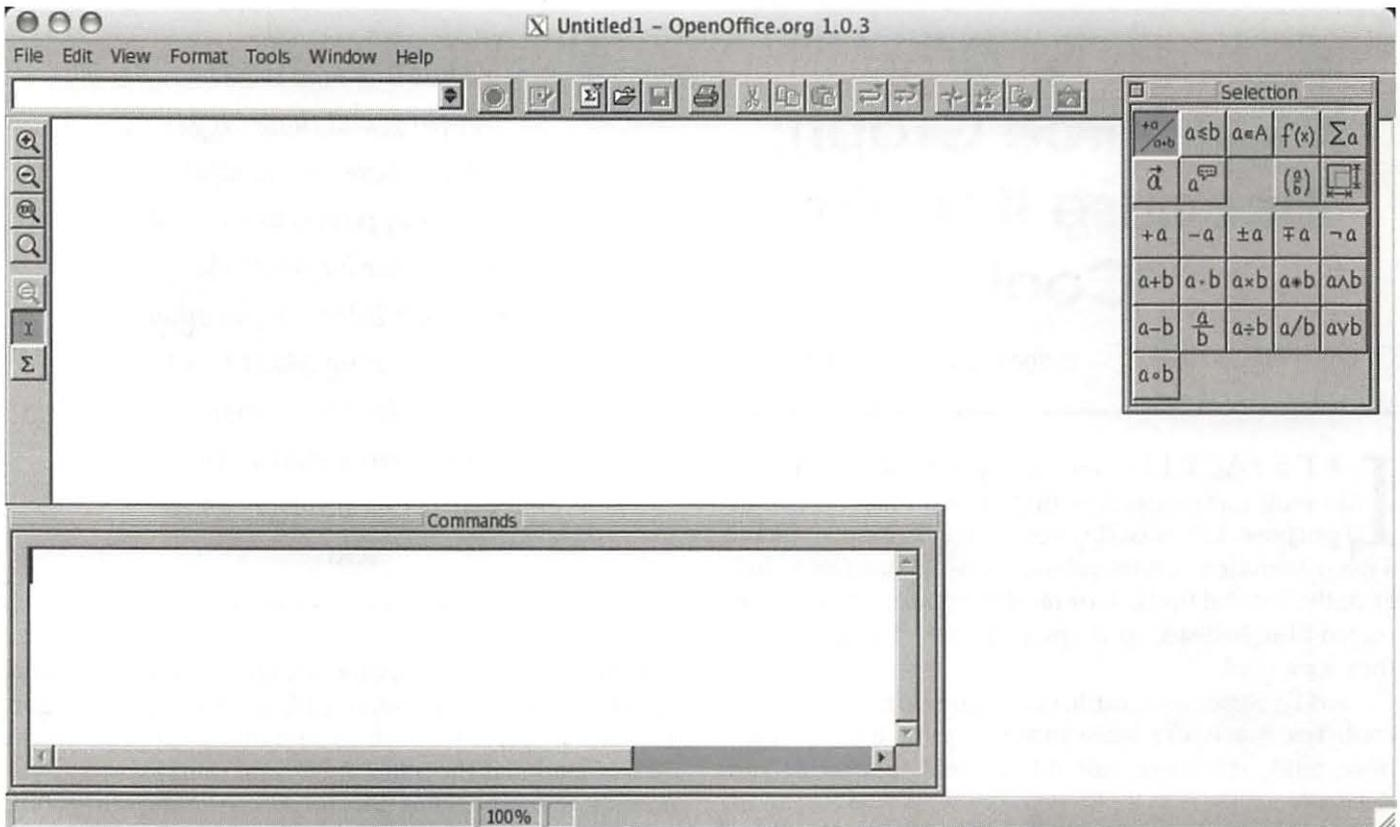 X Untitled1 – OpenOffice.org 1.0.3
File Edit View Format Tools Window Help
Selection
+a/a+b a≤b a∈A f(x) Σa
a⃗ a (a/b)
+a -a ±a ∓a ¬a
a+b a·b a×b a∗b a∧b
a-b a/b a÷b a/b a∨b
a∘b
Σ
Commands
100%